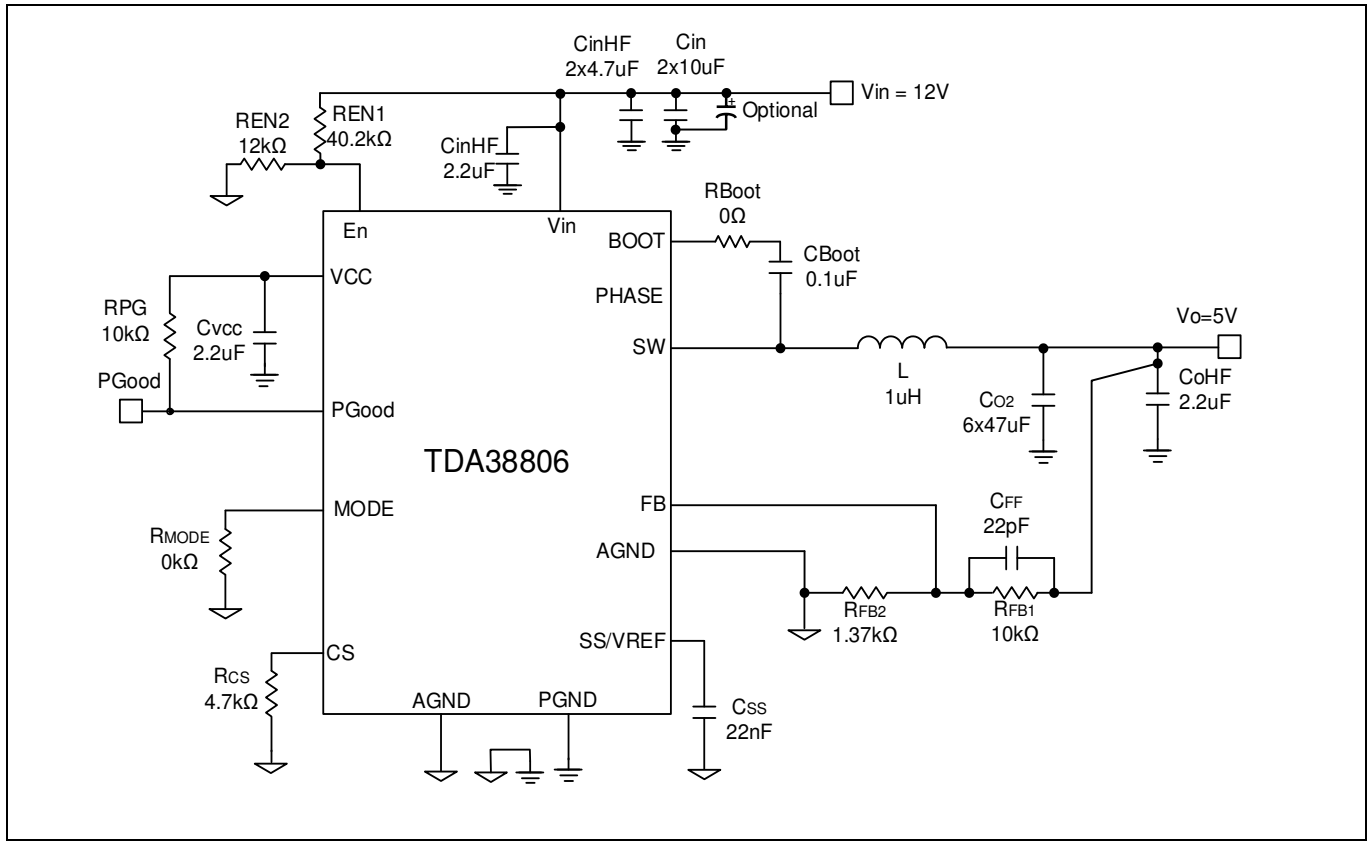 CinHF
2x4.7uF
Cin
2x10uF
Vin = 12V
+
Optional
REN1
40.2kΩ
REN2
12kΩ
CinHF
2.2uF
RBoot
0Ω
En
Vin
BOOT
CBoot
0.1uF
VCC
PHASE
RPG
10kΩ
Cvcc
2.2uF
Vo=5V
SW
L
1uH
CO2
6x47uF
CoHF
2.2uF
PGood
PGood
TDA38806
MODE
RMODE
0kΩ
FB
CFF
22pF
AGND
RFB2
1.37kΩ
RFB1
10kΩ
SS/VREF
CS
RCS
4.7kΩ
AGND
PGND
CSS
22nF